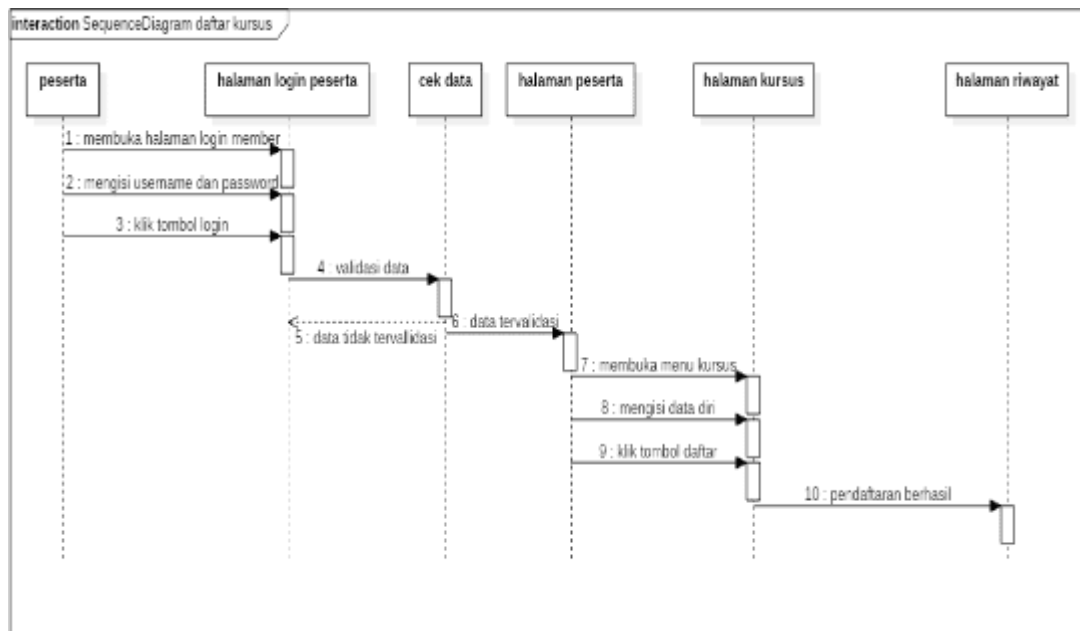 interaction SequenceDiagram daftar kursus
peserta
halaman login peserta
cek data
halaman peserta
halaman kursus
halaman riwayat
1 : membuka halaman login member
2 : mengisi username dan password
3 : klik tombol login
4 : validasi data
5 : data tidak tervallidasi
6 : data tervalidasi
7 : membuka menu kursus
8 : mengisi data diri
9 : klik tombol daftar
10 : pendaftaran berhasil